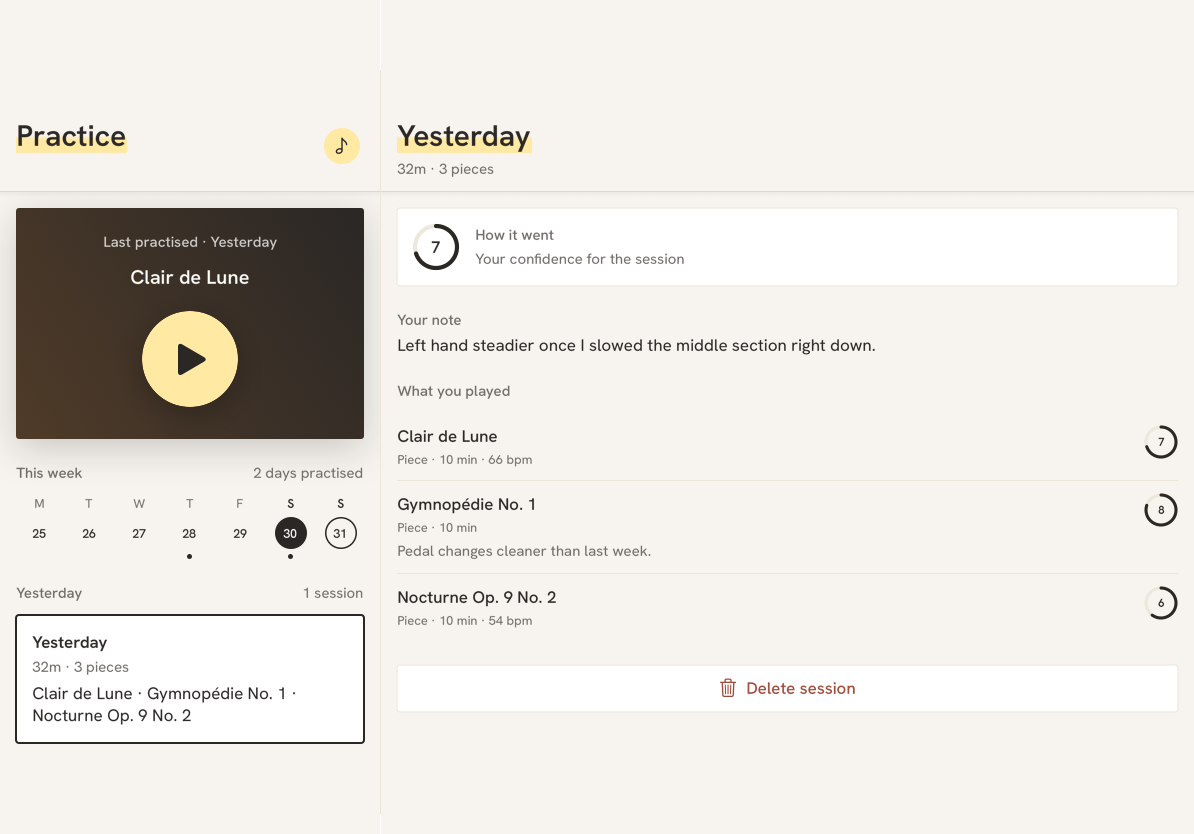 Practice
Last practised · Yesterday
Clair de Lune
This week
2 days practised
M T W T F S S
25 26 27 28 29 30 31
Yesterday
1 session
Yesterday
32m · 3 pieces
Clair de Lune · Gymnopédie No. 1 ·
Nocturne Op. 9 No. 2
Yesterday
32m · 3 pieces
7
How it went
Your confidence for the session
Your note
Left hand steadier once I slowed the middle section right down.
What you played
Clair de Lune
Piece · 10 min · 66 bpm
7
Gymnopédie No. 1
Piece · 10 min
Pedal changes cleaner than last week.
8
Nocturne Op. 9 No. 2
Piece · 10 min · 54 bpm
6
Delete session